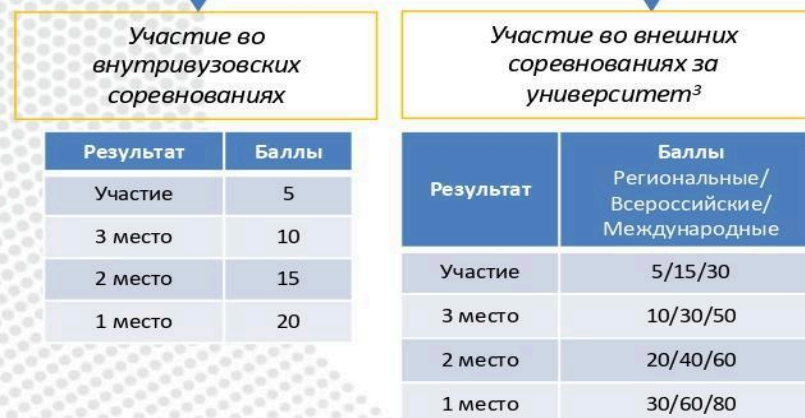 Участие во
внутривузовских
соревнованиях
Результат Баллы
Участие 5
3 место 10
2 место 15
1 место 20
Участие во внешних
соревнованиях за
университет³
Результат Баллы
Региональные/
Всероссийские/
Международные
Участие 5/15/30
3 место 10/30/50
2 место 20/40/60
1 место 30/60/80